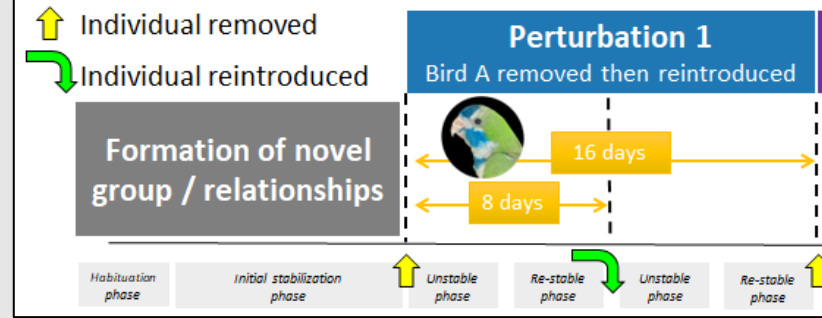 Individual removed
Individual reintroduced
Perturbation 1
Bird A removed then reintroduced
Formation of novel
group / relationships
16 days
8 days
Habituation
phase
Initial stabilization
phase
Unstable
phase
Re-stable
phase
Unstable
phase
Re-stable
phase